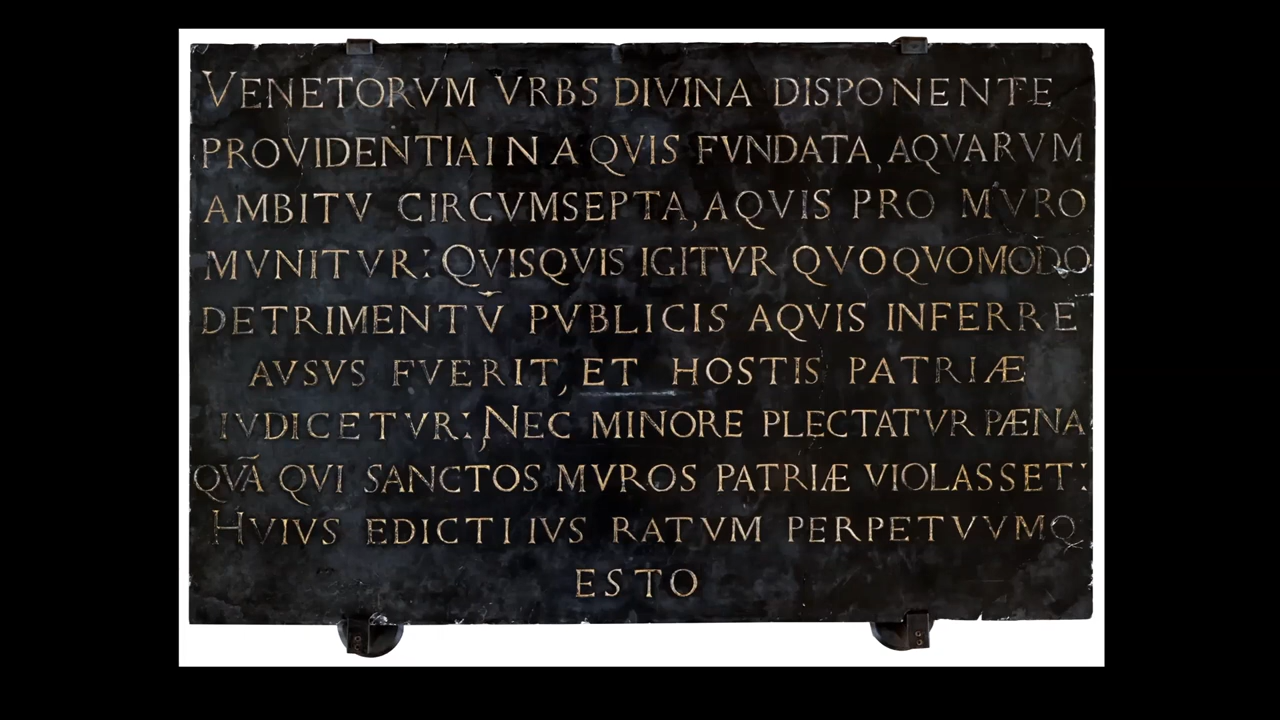 VENETORVM VRBS DIVINA DISPONENTE
PROVIDENTIA IN AQVIS FVNDATA, AQVARVM
AMBITV CIRCVMSEPTA, AQVIS PRO MVRO
MVNITVR: QVISQVIS IGITVR QVOQVOMODO
DETRIMENTV̄ PVBLICIS AQVIS INFERRE
AVSVS FVERIT, ET HOSTIS PATRIÆ
IVDICETVR: NEC MINORE PLECTATVR PÆNA
QVĀ QVI SANCTOS MVROS PATRIÆ VIOLASSET:
HVIVS EDICTI IVS RATVM PERPETVVMQ
ESTO